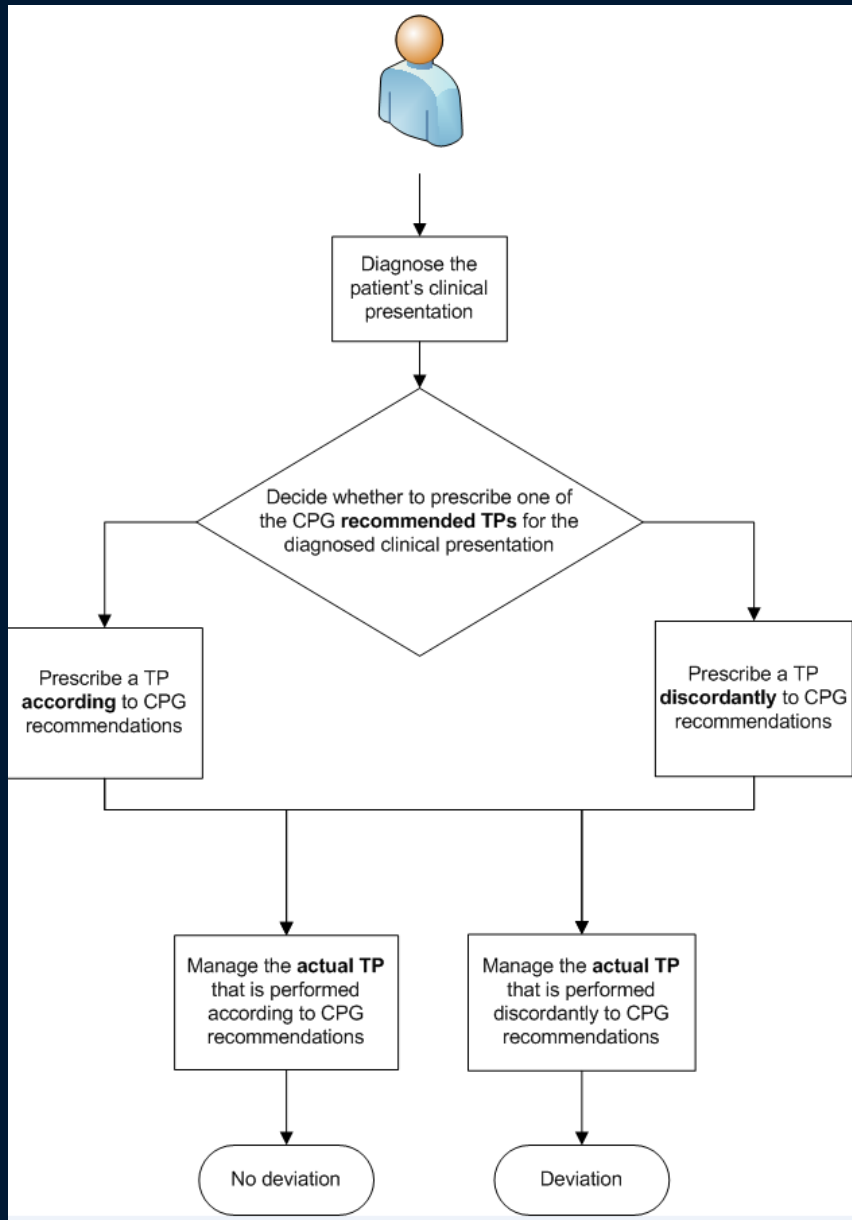 Diagnose the
patient's clinical
presentation
Decide whether to prescribe one of
the CPG recommended TPs for the
diagnosed clinical presentation
Prescribe a TP
according to CPG
recommendations
Prescribe a TP
discordantly to CPG
recommendations
Manage the actual TP
that is performed
according to CPG
recommendations
Manage the actual TP
that is performed
discordantly to CPG
recommendations
No deviation
Deviation